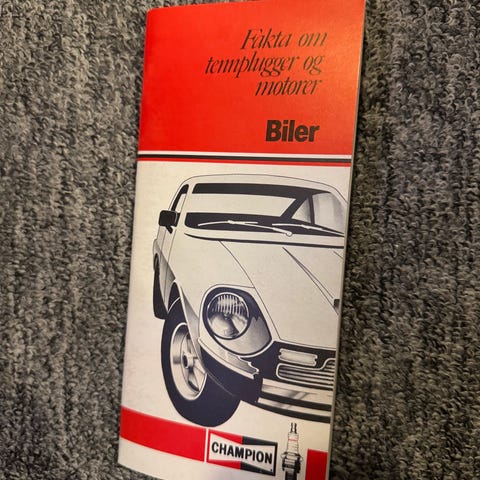 Fakta om
tennplugger og
motorer
Biler
CHAMPION